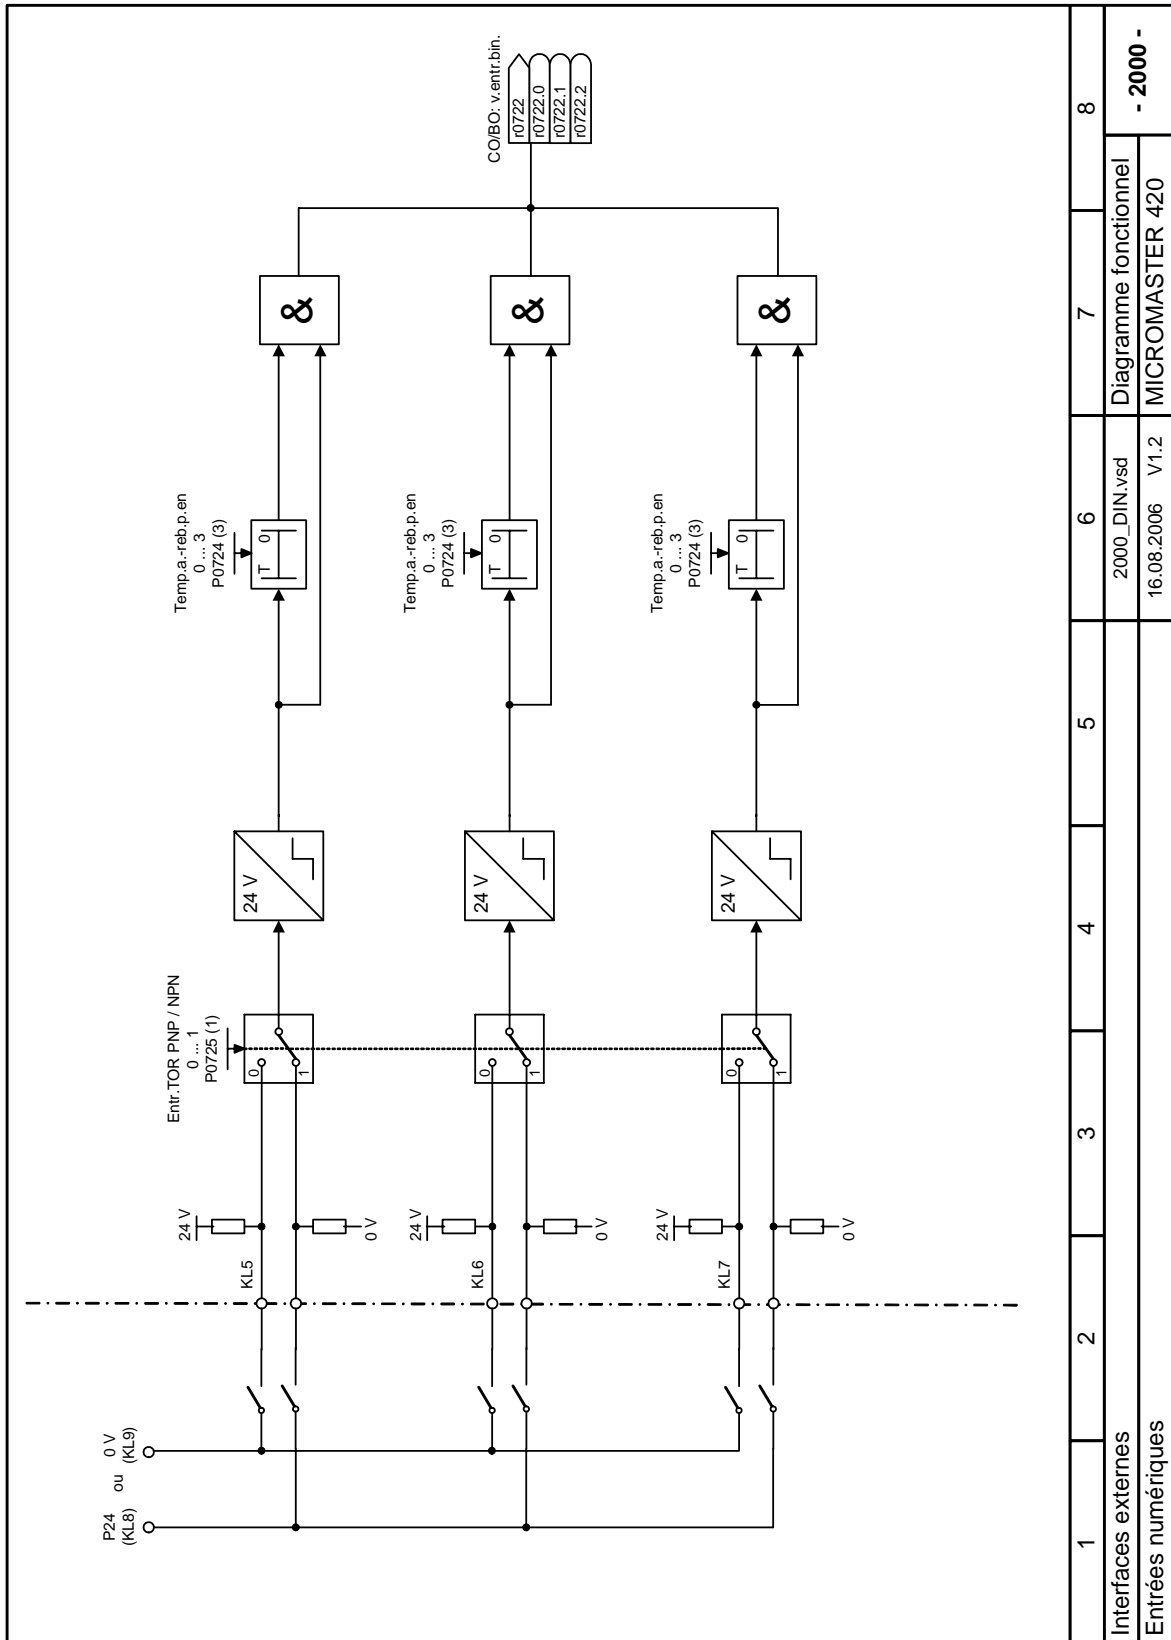 P24
(KL8)
ou
0 V
(KL9)
KL5
24 V
0 V
Entr.TOR PNP / NPN
0 ... 1
P0725 (1)
0
1
24 V
Temp.a.-reb.p.en
0 ... 3
P0724 (3)
T 0
&
KL6
24 V
0 V
0
1
24 V
Temp.a.-reb.p.en
0 ... 3
P0724 (3)
T 0
&
CO/BO: v.entr.bin.
r0722
r0722.0
r0722.1
r0722.2
KL7
24 V
0 V
0
1
24 V
Temp.a.-reb.p.en
0 ... 3
P0724 (3)
T 0
&
1 2 3 4 5 6 7 8
Interfaces externes 2000_DIN.vsd Diagramme fonctionnel - 2000 -
Entrées numériques 16.08.2006 V1.2 MICROMASTER 420